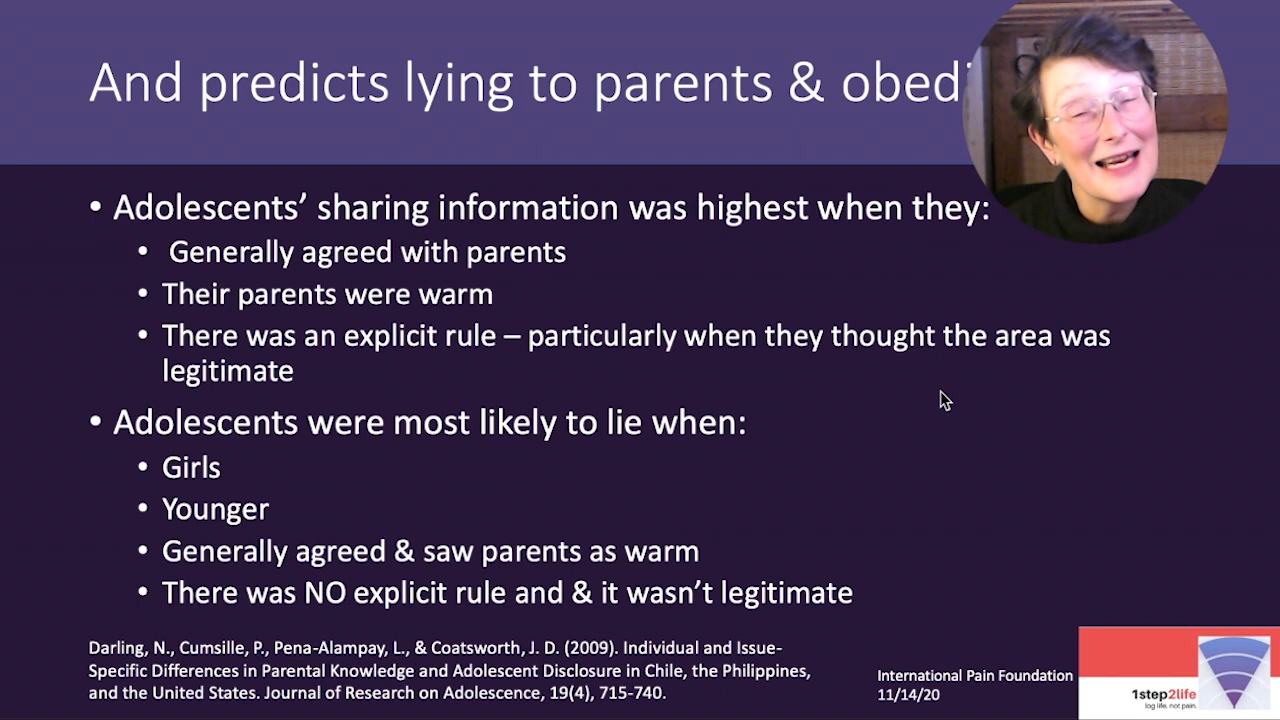 And predicts lying to parents & obedi
• Adolescents’ sharing information was highest when they:
• Generally agreed with parents
• Their parents were warm
• There was an explicit rule – particularly when they thought the area was
legitimate
• Adolescents were most likely to lie when:
• Girls
• Younger
• Generally agreed & saw parents as warm
• There was NO explicit rule and & it wasn’t legitimate
Darling, N., Cumsille, P., Pena-Alampay, L., & Coatsworth, J. D. (2009). Individual and Issue-
Specific Differences in Parental Knowledge and Adolescent Disclosure in Chile, the Philippines,
and the United States. Journal of Research on Adolescence, 19(4), 715-740.
International Pain Foundation
11/14/20
1step2life
log life. not pain.